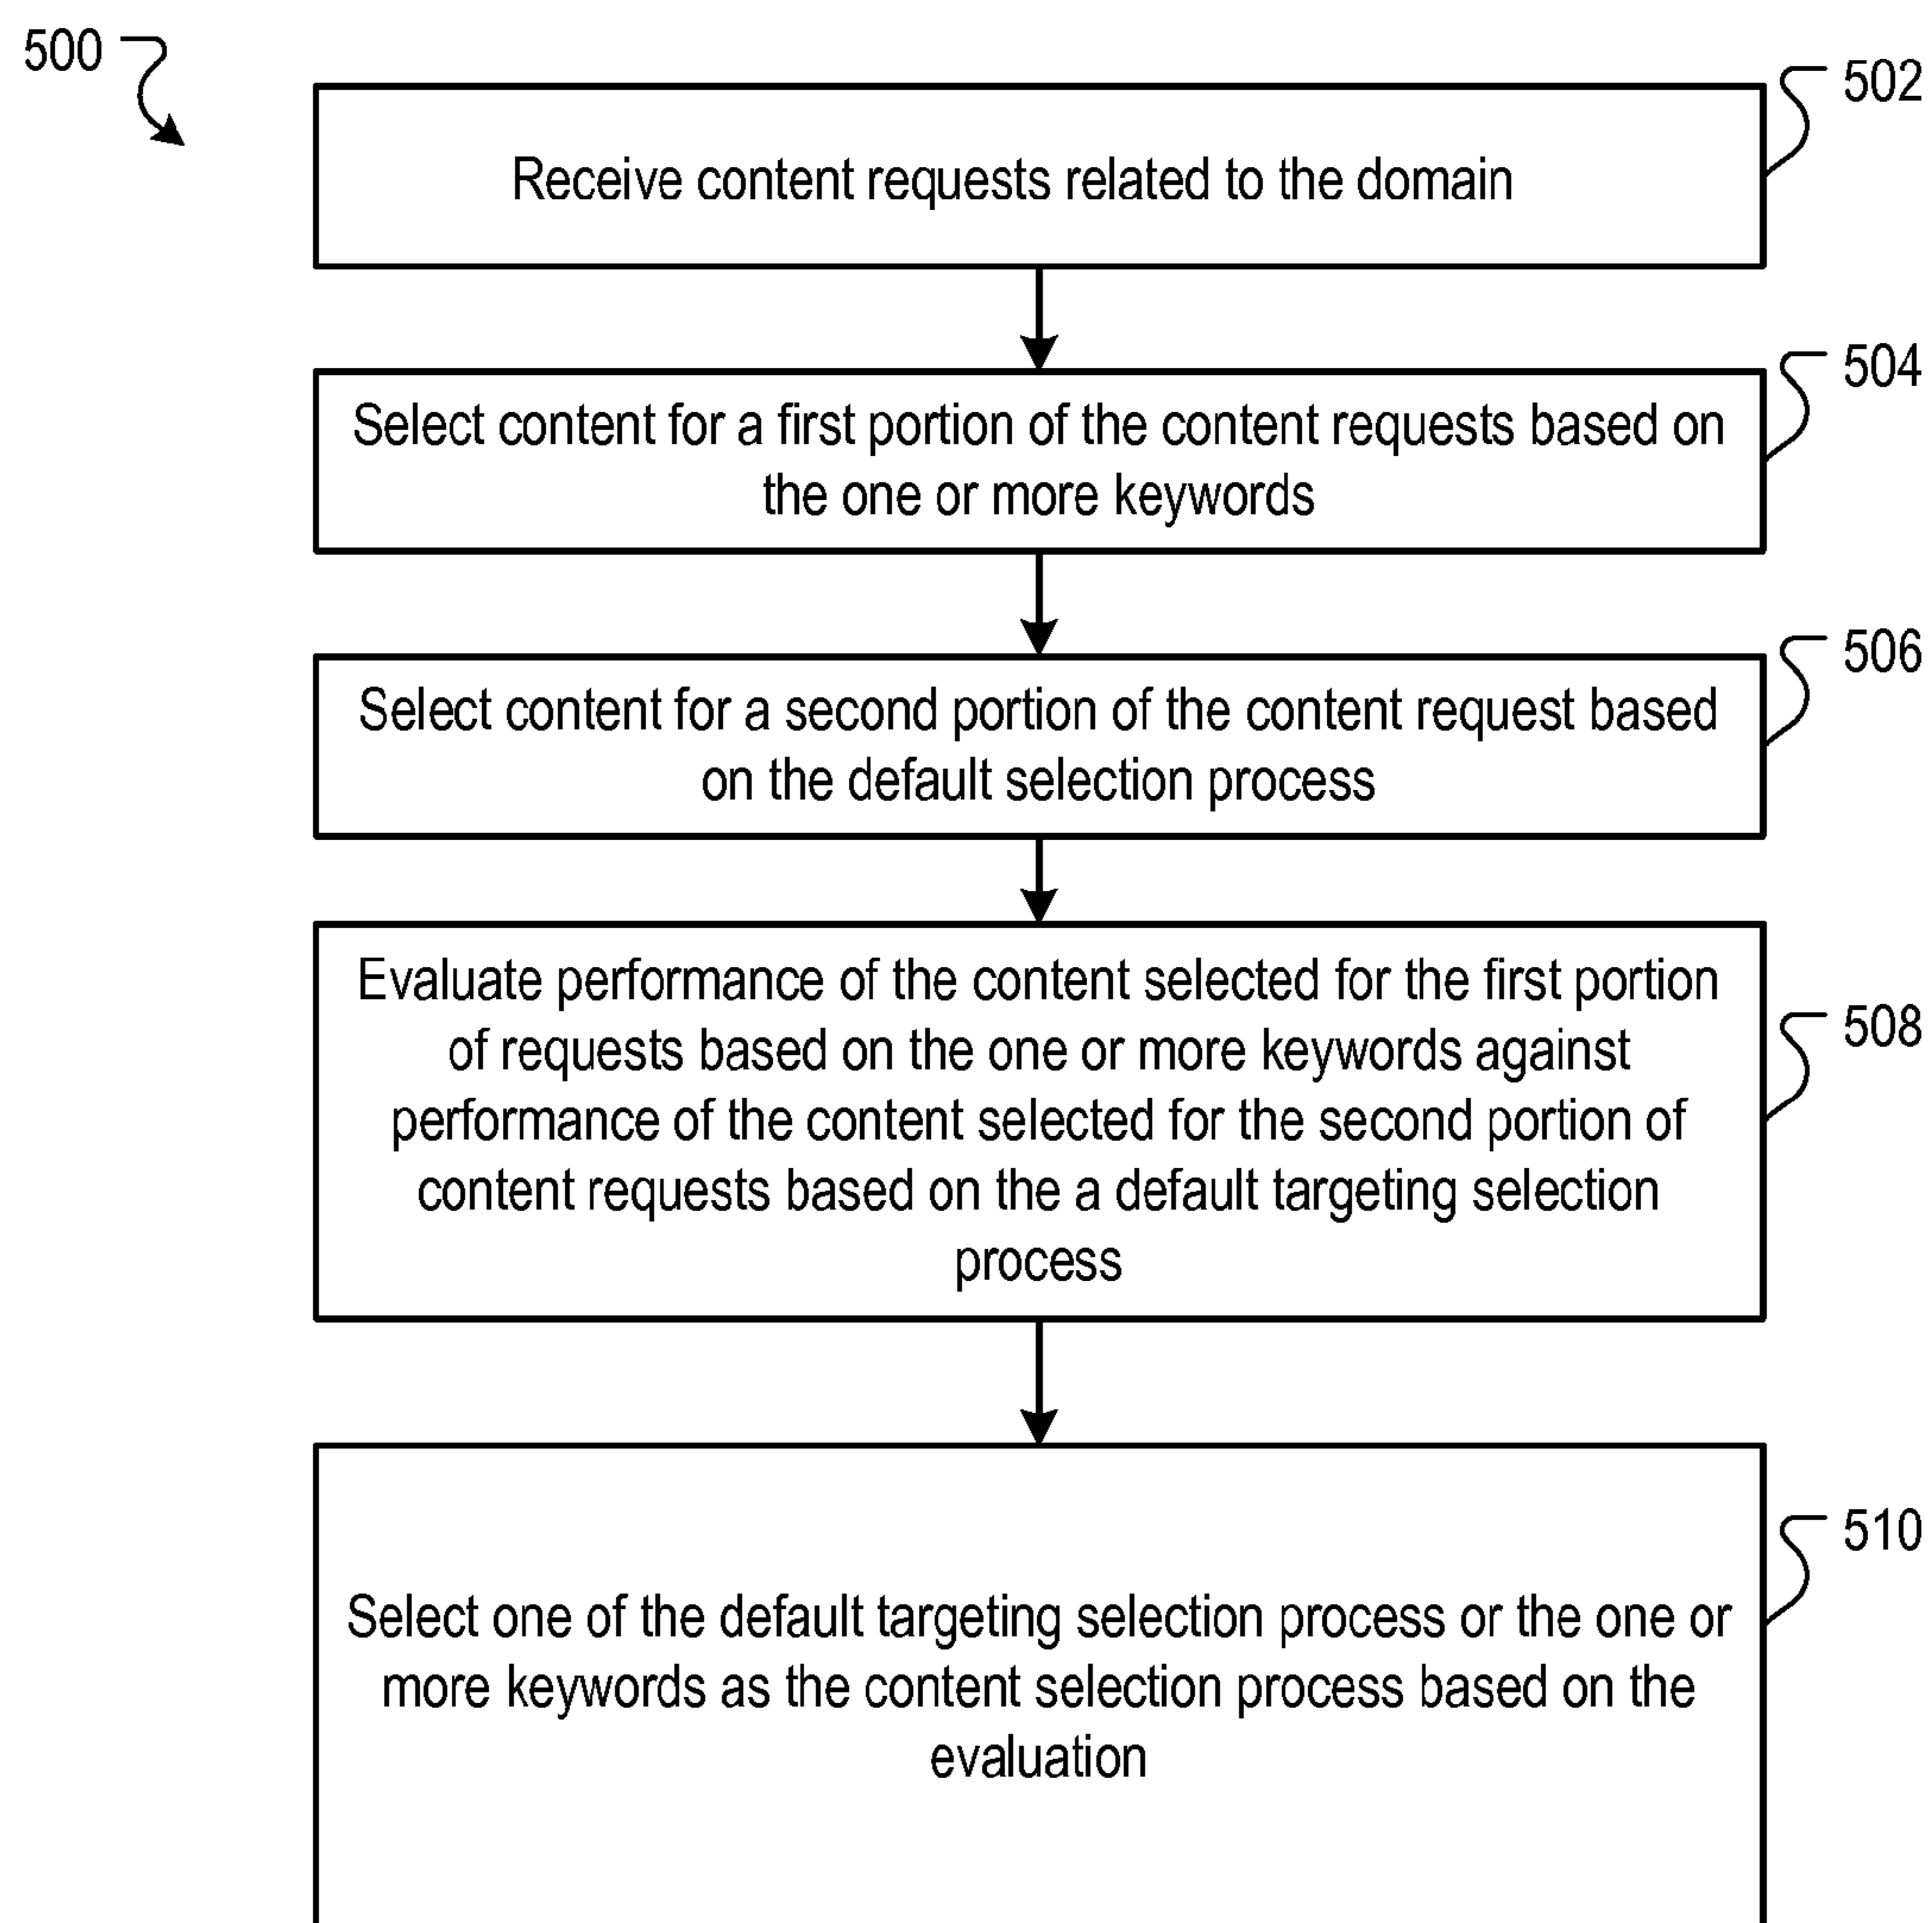 500
502
Receive content requests related to the domain
504
Select content for a first portion of the content requests based on
the one or more keywords
506
Select content for a second portion of the content request based
on the default selection process
Evaluate performance of the content selected for the first portion
508
of requests based on the one or more keywords against
performance of the content selected for the second portion of
content requests based on the a default targeting selection
process
510
Select one of the default targeting selection process or the one or
more keywords as the content selection process based on the
evaluation